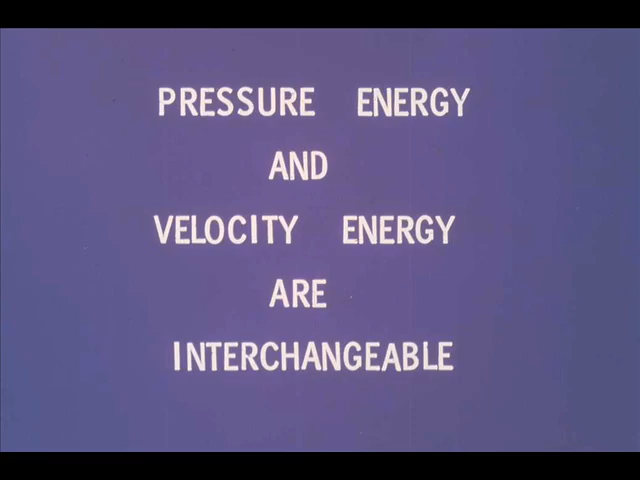 PRESSURE ENERGY
AND
VELOCITY ENERGY
ARE
INTERCHANGEABLE